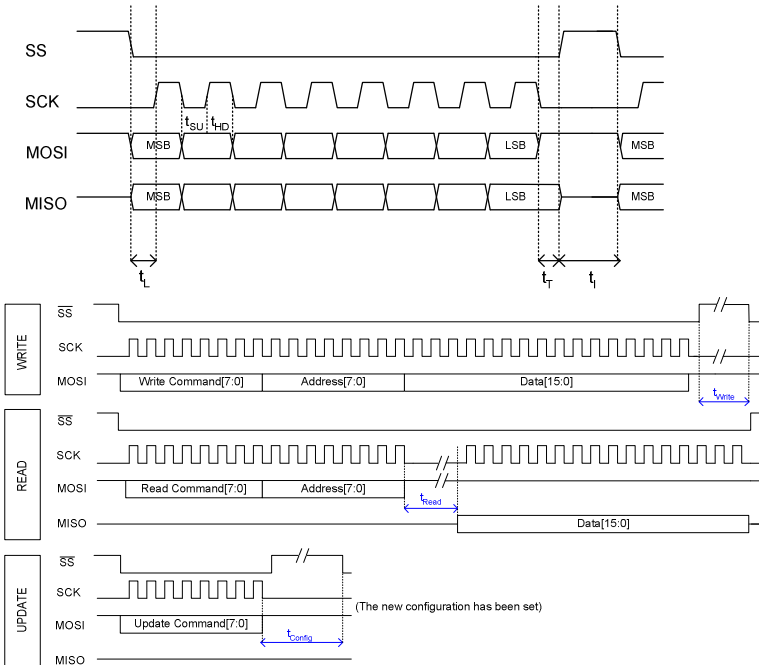 SS
SCK
tSU tHD
MOSI MSB LSB MSB
MISO MSB LSB MSB
tL tT tI
WRITE
SS
SCK
MOSI Write Command[7:0] Address[7:0] Data[15:0]
tWrite
READ
SS
SCK
MOSI Read Command[7:0] Address[7:0]
tRead
MISO Data[15:0]
UPDATE
SS
SCK
(The new configuration has been set)
MOSI Update Command[7:0]
tConfig
MISO